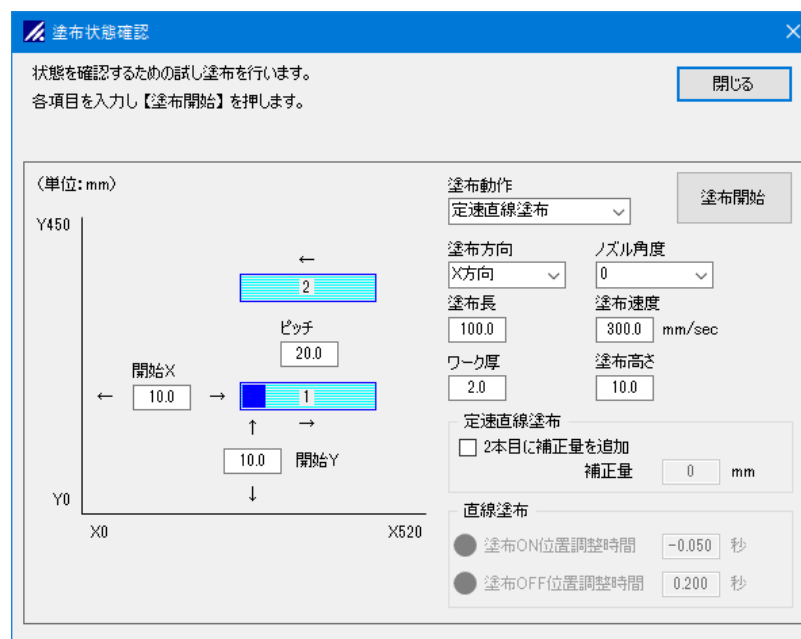 塗布状態確認
状態を確認するための試し塗布を行います。
各項目を入力し【塗布開始】を押します。
閉じる
(単位:mm)
Y450
←
2
ピッチ
20.0
開始X
← 10.0 →
1
↑ →
10.0 開始Y
↓
Y0
X0 X520
塗布動作
定速直線塗布
塗布開始
塗布方向 ノズル角度
X方向 0
塗布長 塗布速度
100.0 300.0 mm/sec
ワーク厚 塗布高さ
2.0 10.0
定速直線塗布
2本目に補正量を追加
補正量 0 mm
直線塗布
塗布ON位置調整時間 -0.050 秒
塗布OFF位置調整時間 0.200 秒